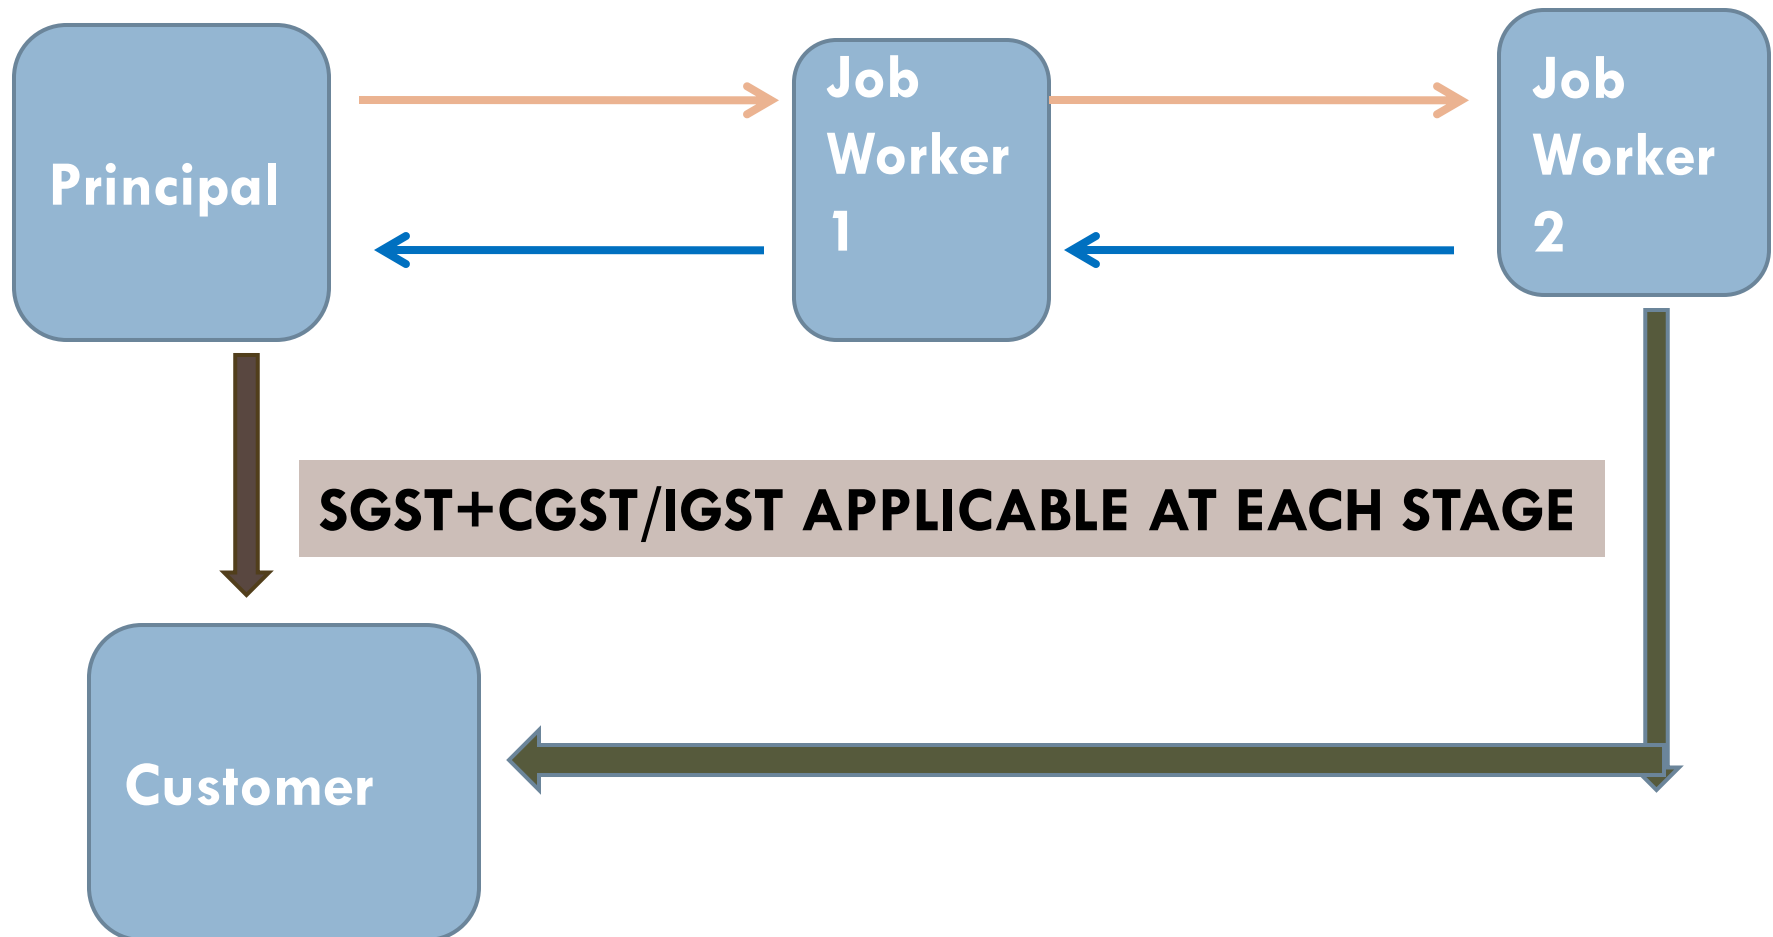 Principal
Job
Worker
1
Job
Worker
2
SGST+CGST/IGST APPLICABLE AT EACH STAGE
Customer